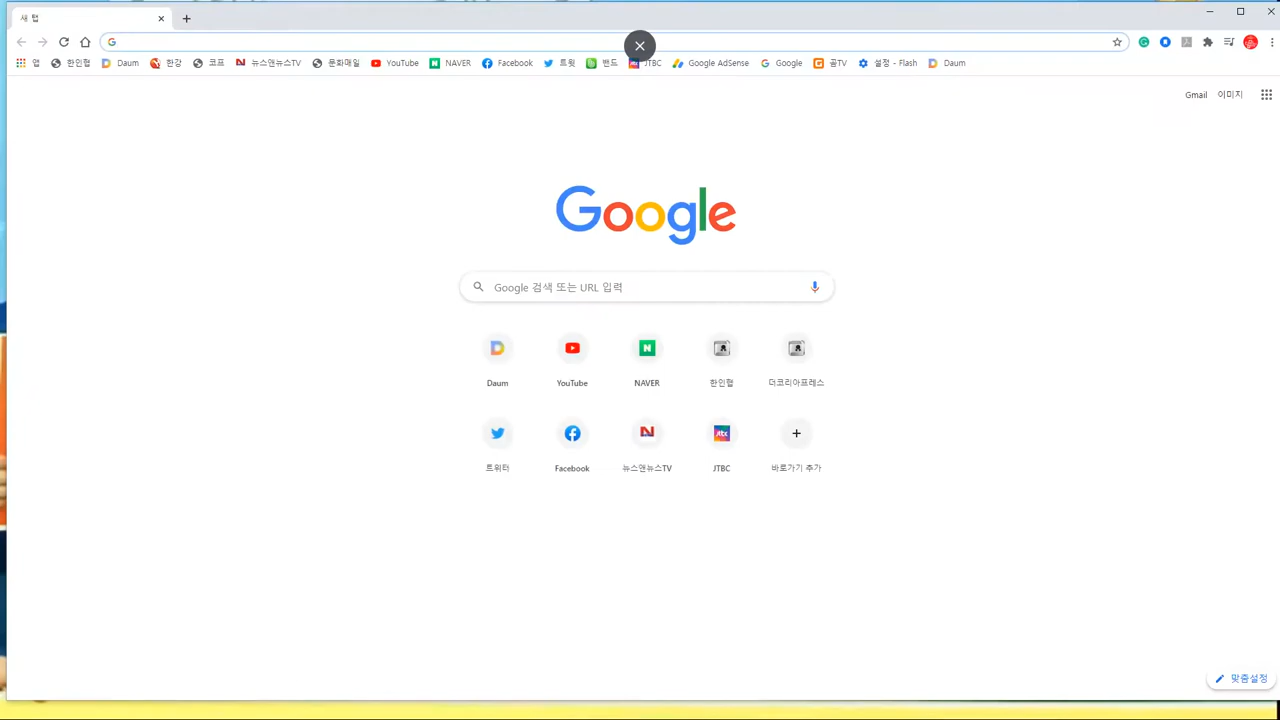 새 탭
앱 한인텝 Daum 한강 코프 뉴스앤뉴스TV 문화매일 YouTube NAVER Facebook 트윗 밴드 JTBC Google AdSense Google 곰TV 설정 - Flash Daum
Gmail 이미지
Google
Google 검색 또는 URL 입력
Daum YouTube NAVER 한인텝 더코리아프레스
트위터 Facebook 뉴스앤뉴스TV JTBC 바로가기 추가
맞춤설정